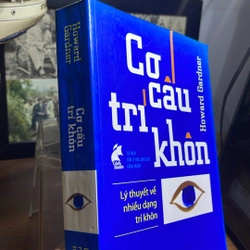 Howard
Gardner
Cơ cấu
trí khôn
Cơ
cấu
trí
khôn
Howard Gardner
Lý thuyết về
nhiều dạng
trí khôn